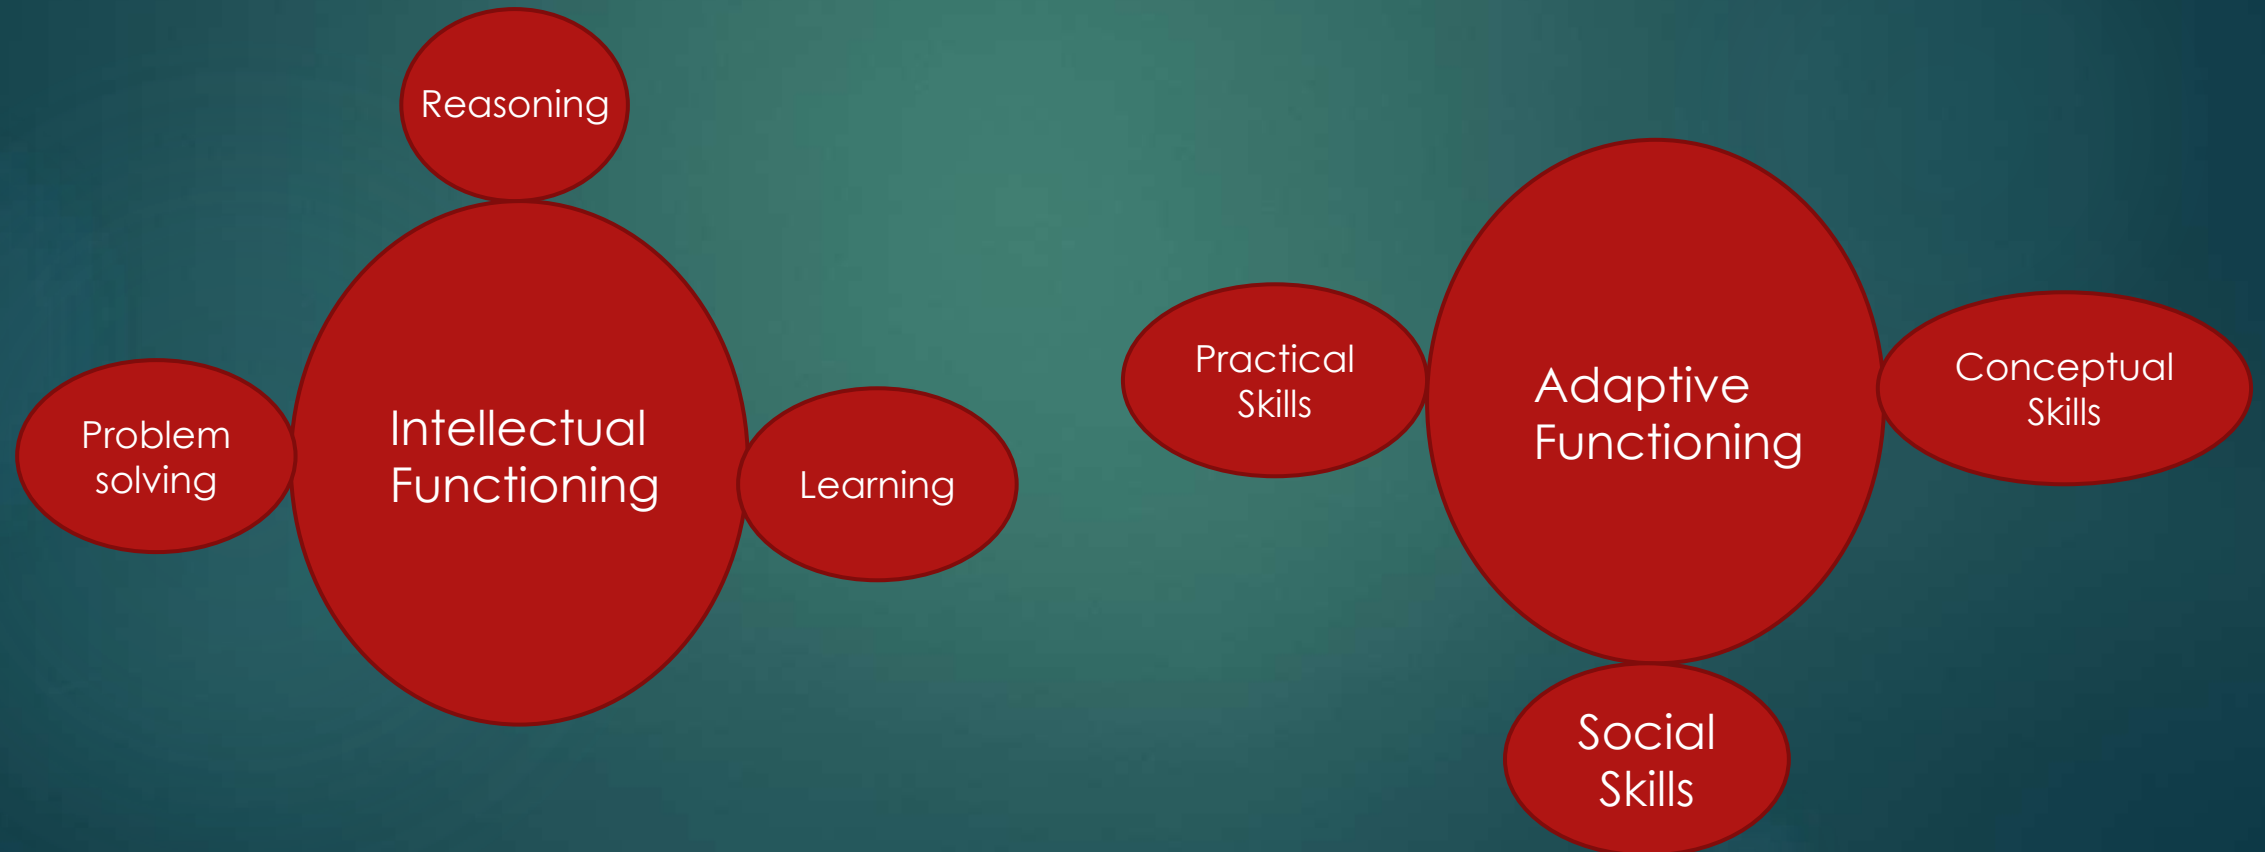 Reasoning
Problem
solving
Intellectual
Functioning
Learning
Practical
Skills
Adaptive
Functioning
Conceptual
Skills
Social
Skills